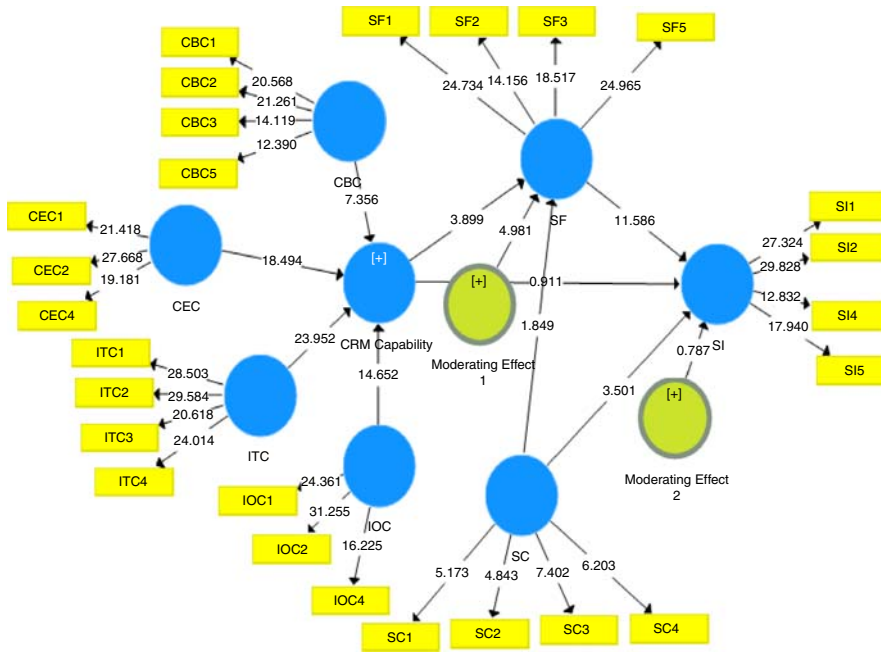 SF1
SF2
SF3
SF5
24.734
14.156
18.517
24.965
CBC1
CBC2
CBC3
CBC5
20.568
21.261
14.119
12.390
CBC
7.356
SF
3.899
4.981
11.586
CEC1
CEC2
CEC4
21.418
27.668
19.181
CEC
18.494
[+]
CRM Capability
[+]
Moderating Effect
1
0.911
1.849
SI1
SI2
SI4
SI5
27.324
29.828
12.832
17.940
SI
0.787
[+]
Moderating Effect
2
3.501
ITC1
ITC2
ITC3
ITC4
28.503
29.584
20.618
24.014
ITC
23.952
14.652
IOC1
IOC2
IOC4
24.361
31.255
16.225
IOC
SC
5.173
4.843
7.402
6.203
SC1
SC2
SC3
SC4